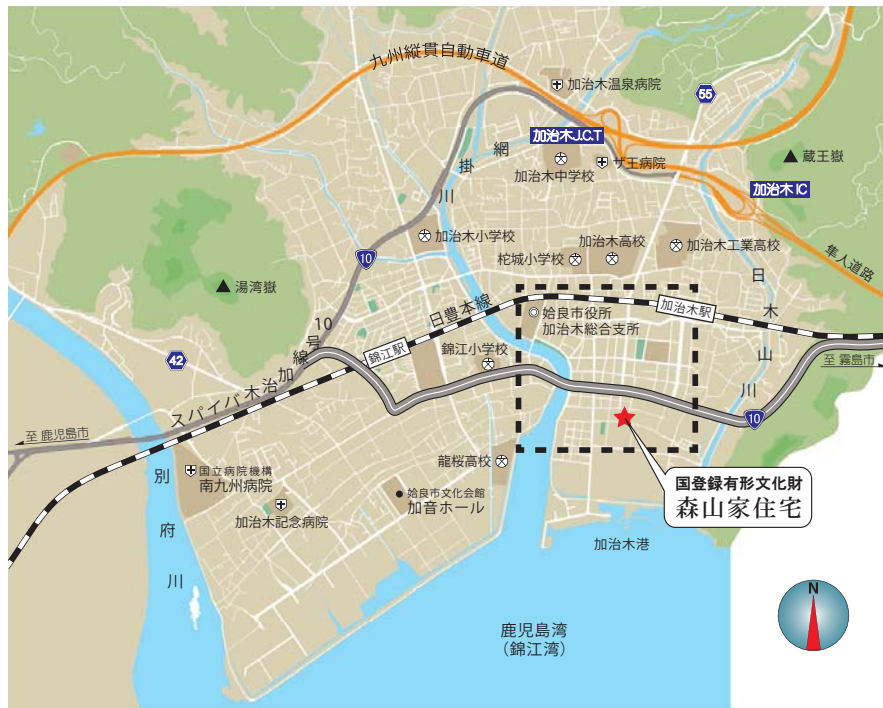 九州縦貫自動車道
加治木温泉病院
55
加治木J.C.T
網
掛
川
加治木中学校
ザ王病院
蔵王嶽
加治木IC
加治木小学校
柁城小学校
加治木高校
加治木工業高校
隼人道路
10
日
木
山
川
湯湾嶽
日豊本線
姶良市役所
加治木総合支所
加治木駅
10号線加治木バイパス
錦江駅
錦江小学校
42
至 霧島市
至 鹿児島市
10
別
府
川
国立病院機構
南九州病院
龍桜高校
加治木記念病院
姶良市文化会館
加音ホール
国登録有形文化財
森山家住宅
加治木港
N
鹿児島湾
（錦江湾）